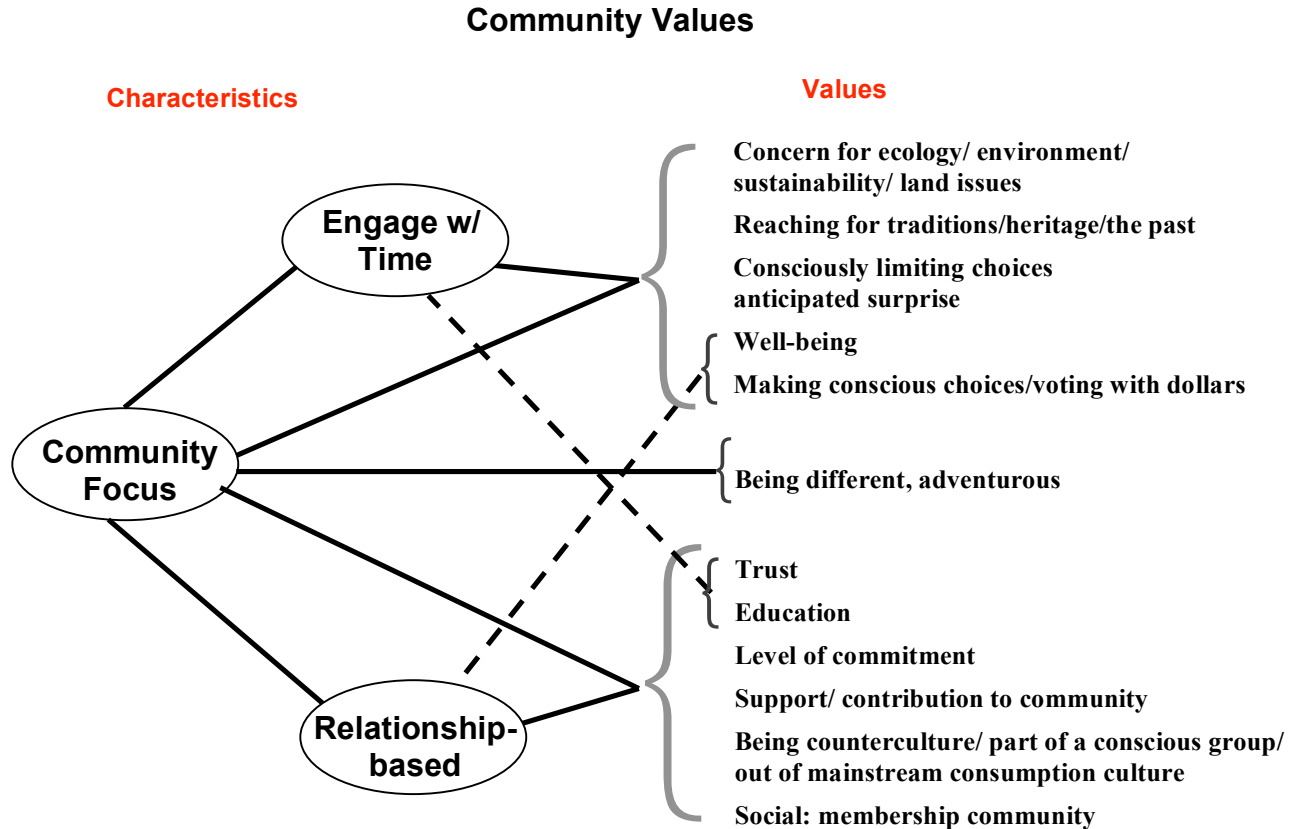 Community Values
Characteristics
Values
Engage w/
Time
Community
Focus
Relationship-
based
Concern for ecology/ environment/
sustainability/ land issues
Reaching for traditions/heritage/the past
Consciously limiting choices
anticipated surprise
Well-being
Making conscious choices/voting with dollars
Being different, adventurous
Trust
Education
Level of commitment
Support/ contribution to community
Being counterculture/ part of a conscious group/
out of mainstream consumption culture
Social: membership community